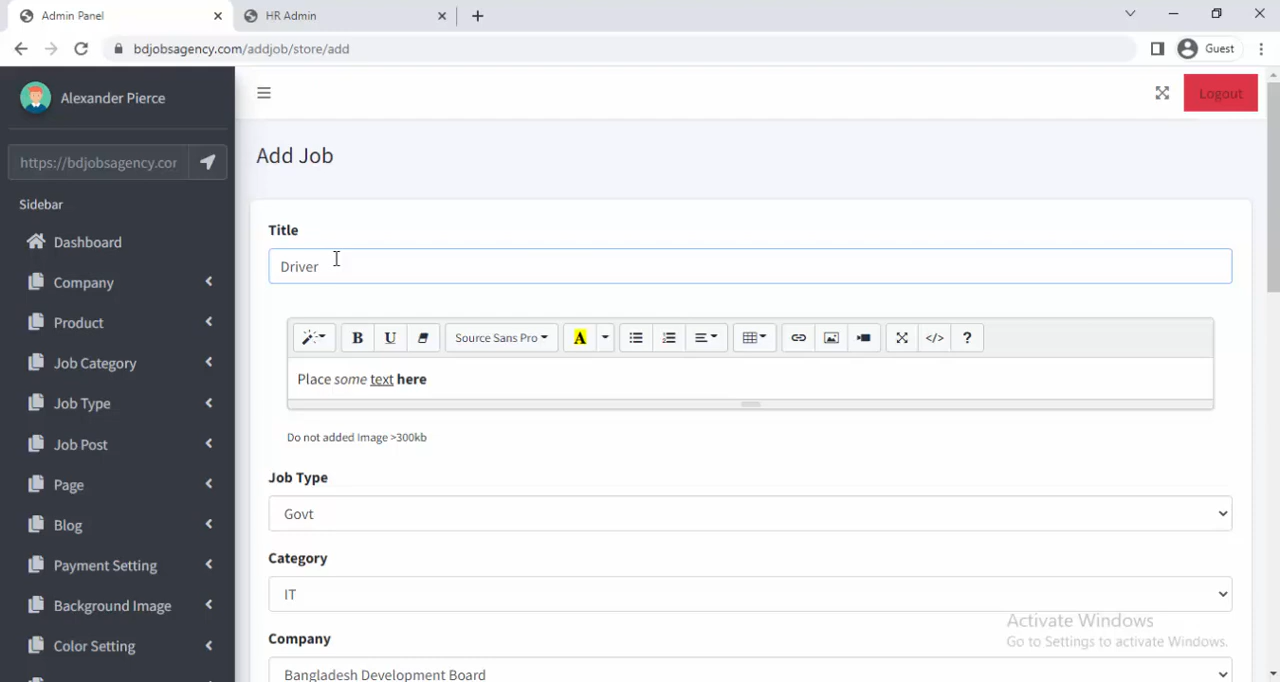 Admin Panel
HR Admin
bdjobsagency.com/addjob/store/add
Guest
Alexander Pierce
Logout
Add Job
https://bdjobsagency.cor
Sidebar
Dashboard
Company
Product
Job Category
Job Type
Job Post
Page
Blog
Payment Setting
Background Image
Color Setting
Title
Driver
B U Source Sans Pro A </> ?
Place some text here
Do not added Image >300kb
Job Type
Govt
Category
IT
Company
Bangladesh Development Board
Activate Windows
Go to Settings to activate Windows.